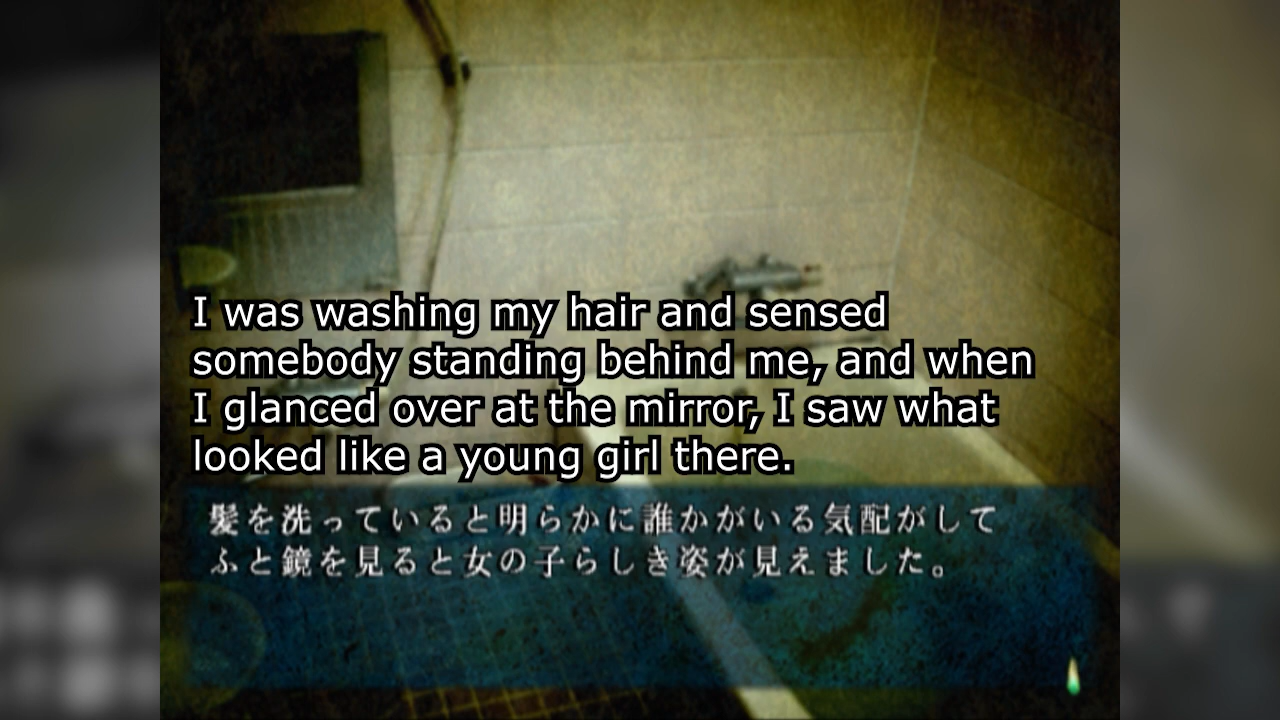 I was washing my hair and sensed
somebody standing behind me, and when
I glanced over at the mirror, I saw what
looked like a young girl there.
髪を洗っていると明らかに誰かがいる気配がして
ふと鏡を見ると女の子らしき姿が見えました。